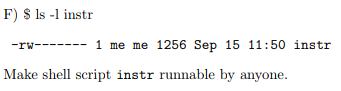 F) $ ls -l instr
-rw------- 1 me me 1256 Sep 15 11:50 instr
Make shell script instr runnable by anyone.